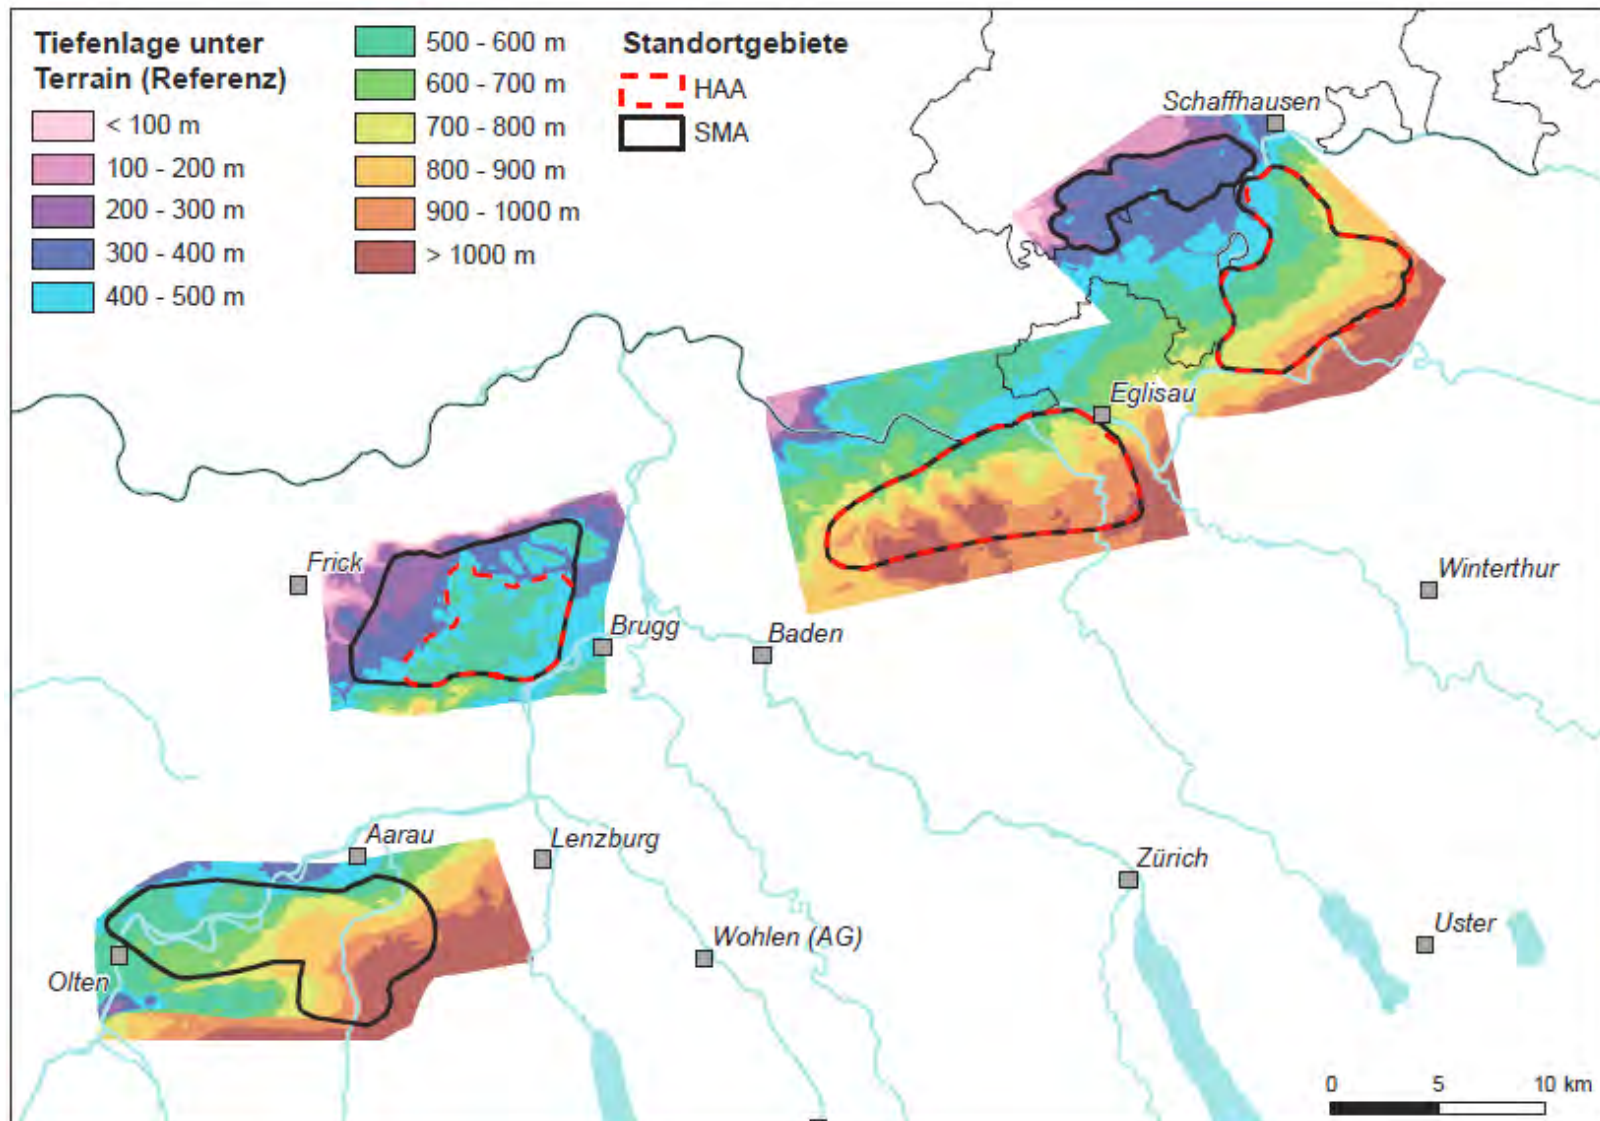 Tiefenlage unter
Terrain (Referenz)
< 100 m
100 - 200 m
200 - 300 m
300 - 400 m
400 - 500 m
500 - 600 m
600 - 700 m
700 - 800 m
800 - 900 m
900 - 1000 m
> 1000 m
Standortgebiete
HAA
SMA
Schaffhausen
Eglisau
Frick
Winterthur
Brugg
Baden
Aarau
Lenzburg
Zürich
Wohlen (AG)
Uster
Olten
0 5 10 km